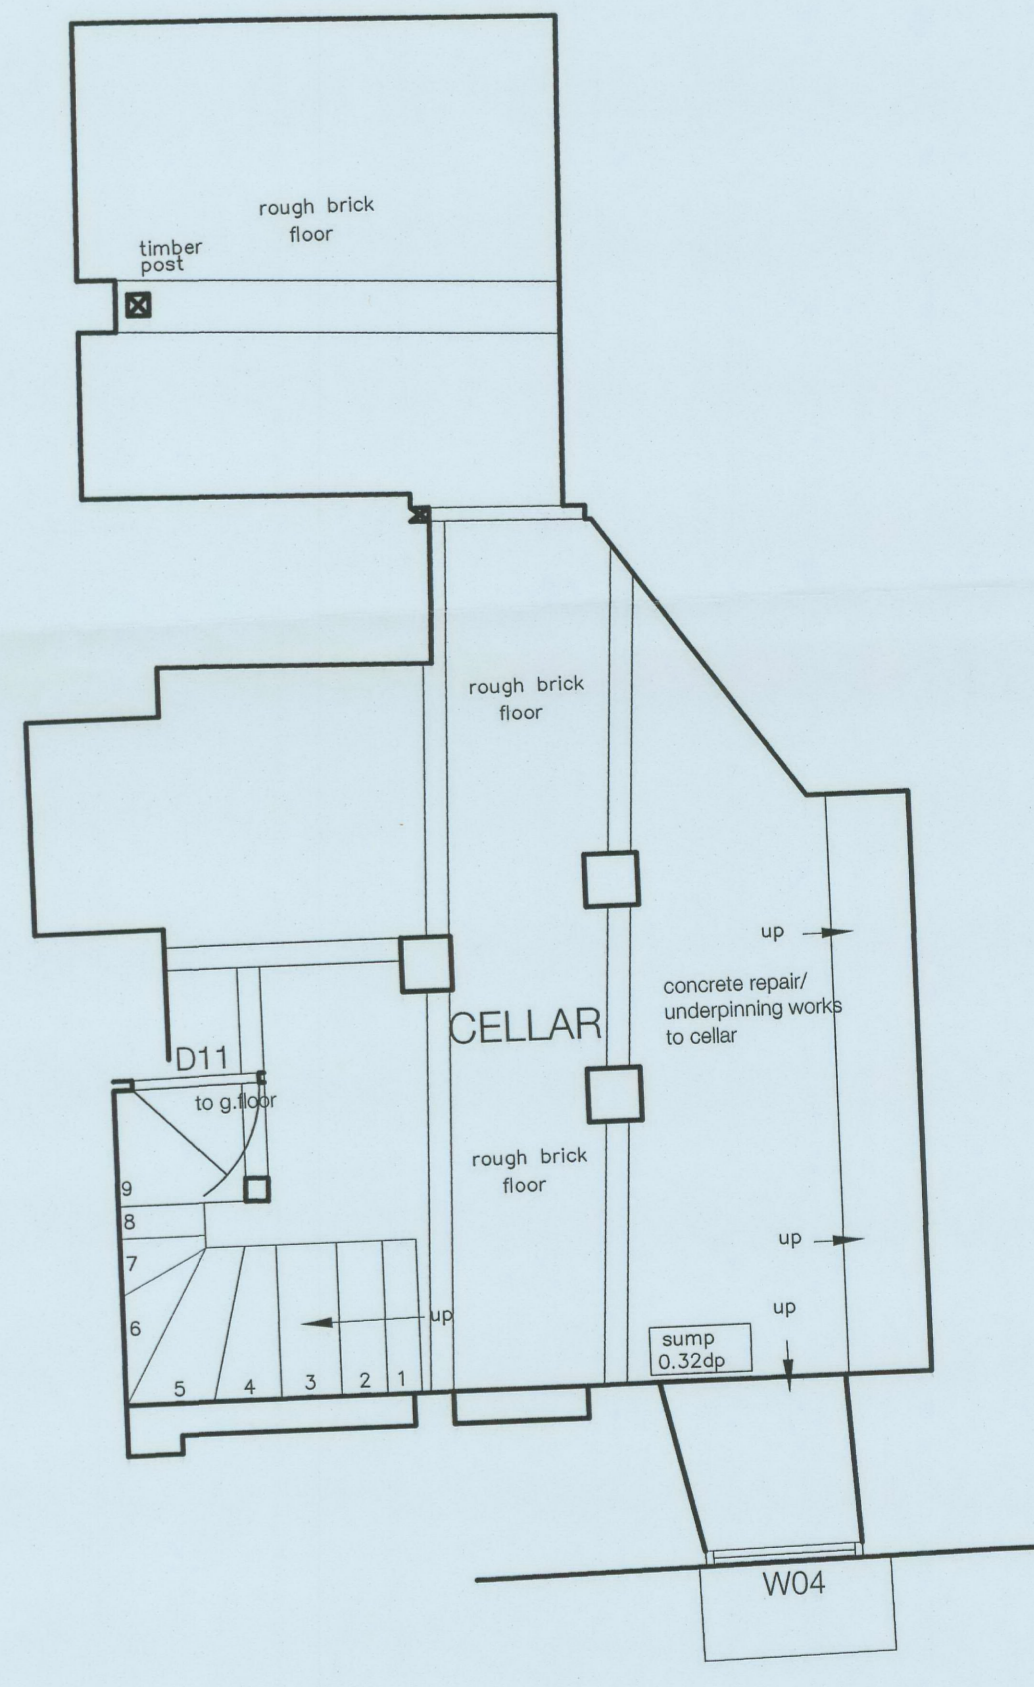 rough brick
floor
timber
post
rough brick
floor
up
concrete repair/
underpinning works
to cellar
CELLAR
D11
to g.floor
rough brick
floor
9
8
7
6
5
4
3
2
1
up
up
up
sump
0.32dp
W04